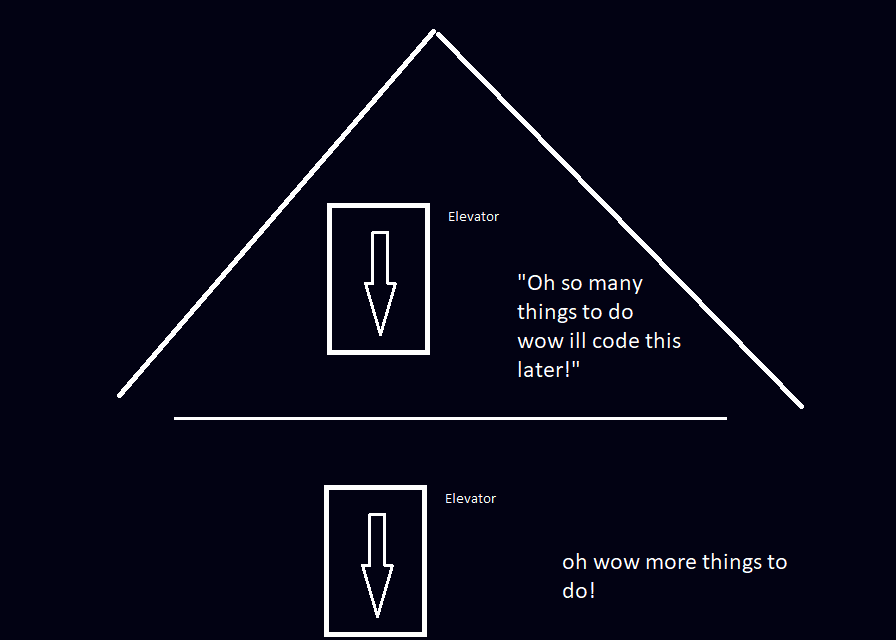 Elevator
"Oh so many
things to do
wow ill code this
later!"
Elevator
oh wow more things to
do!